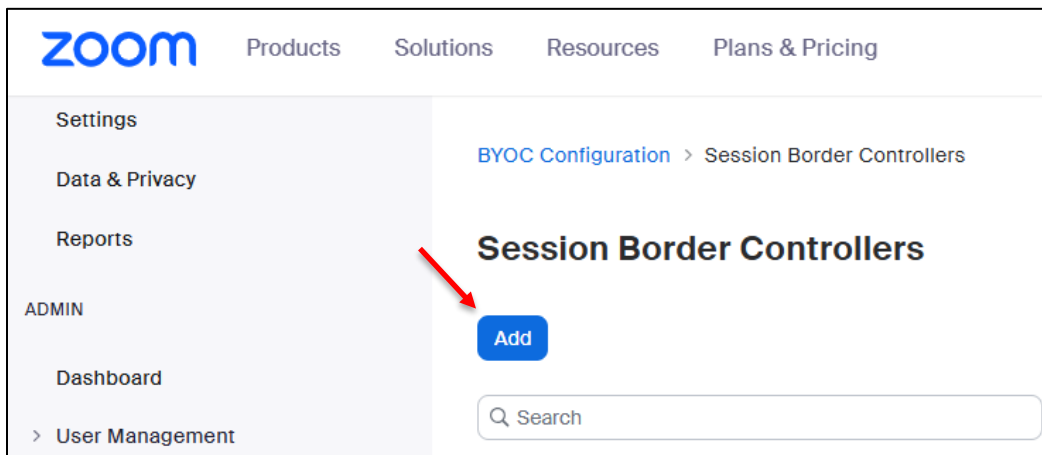 zoom Products Solutions Resources Plans & Pricing
Settings
Data & Privacy
Reports
ADMIN
Dashboard
> User Management
BYOC Configuration > Session Border Controllers
Session Border Controllers
Add
Search